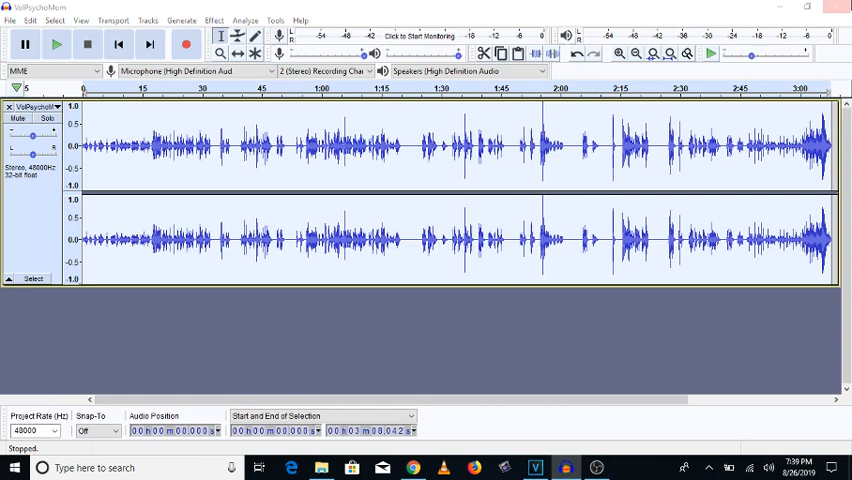 VolPsychoMom
File Edit Select View Transport Tracks Generate Effect Analyze Tools Help
L R -54 -48 Click to Start Monitoring -18 -12 -6 0
L R -54 -48 -42 -36 -30 -24 -18 -12 -6 0
MME Microphone (High Definition Aud 2 (Stereo) Recording Chan Speakers (High Definition Audio
5 0 15 30 45 1:00 1:15 1:30 1:45 2:00 2:15 2:30 2:45 3:00
VolPsychoM
Mute Solo
- +
L R
Stereo, 48000Hz
32-bit float
Select
1.0
0.5
0.0
-0.5
-1.0
1.0
0.5
0.0
-0.5
-1.0
Project Rate (Hz) Snap-To Audio Position Start and End of Selection
48000 Off 00 h 00 m 00.000 s 00 h 00 m 00.000 s 00 h 03 m 08.042 s
Stopped.
Type here to search
7:39 PM
8/26/2019